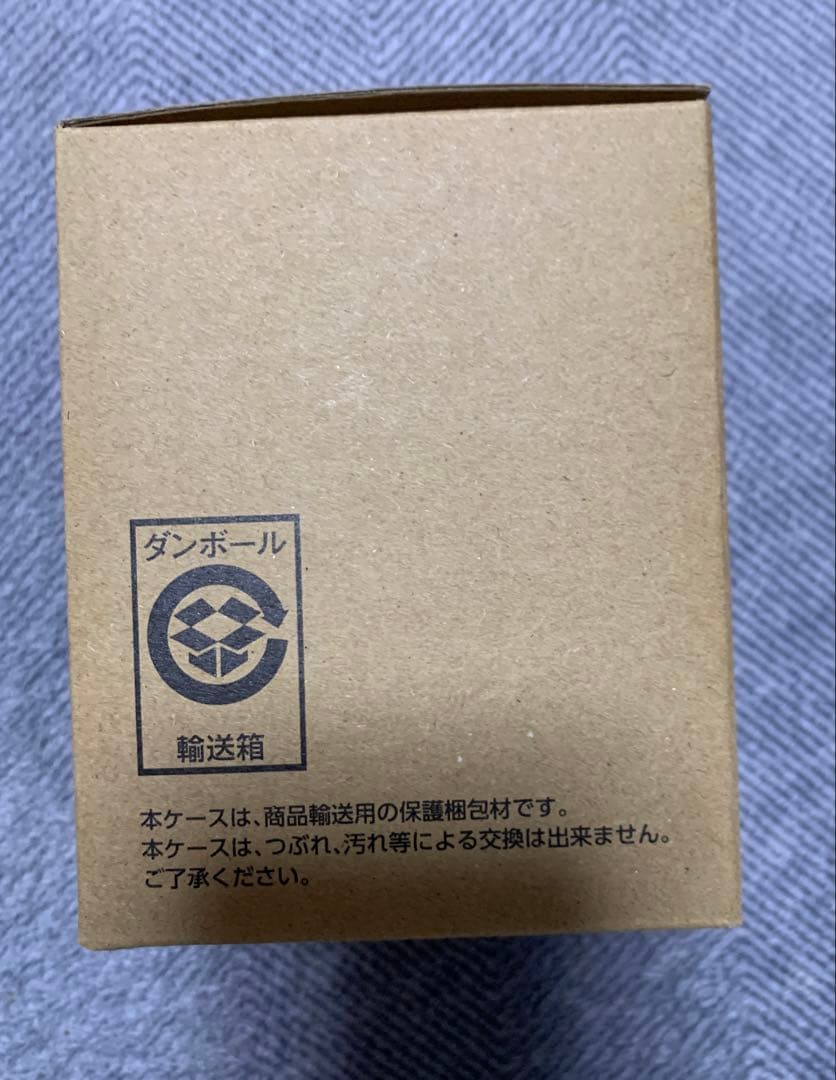 ダンボール
輸送箱
本ケースは、商品輸送用の保護梱包材です。
本ケースは、つぶれ、汚れ等による交換は出来ません。
ご了承ください。